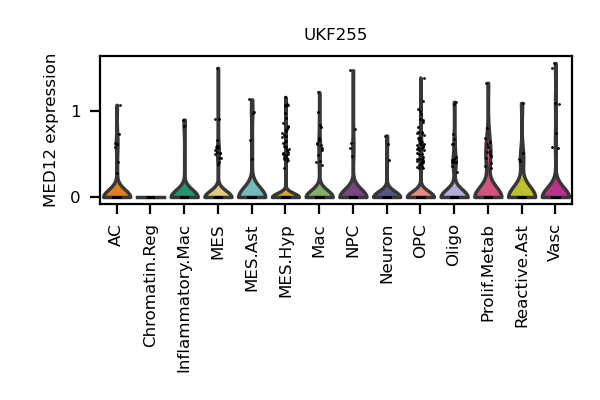 UKF255
MED12 expression
1
0
AC
Chromatin.Reg
Inflammatory.Mac
MES
MES.Ast
MES.Hyp
Mac
NPC
Neuron
OPC
Oligo
Prolif.Metab
Reactive.Ast
Vasc